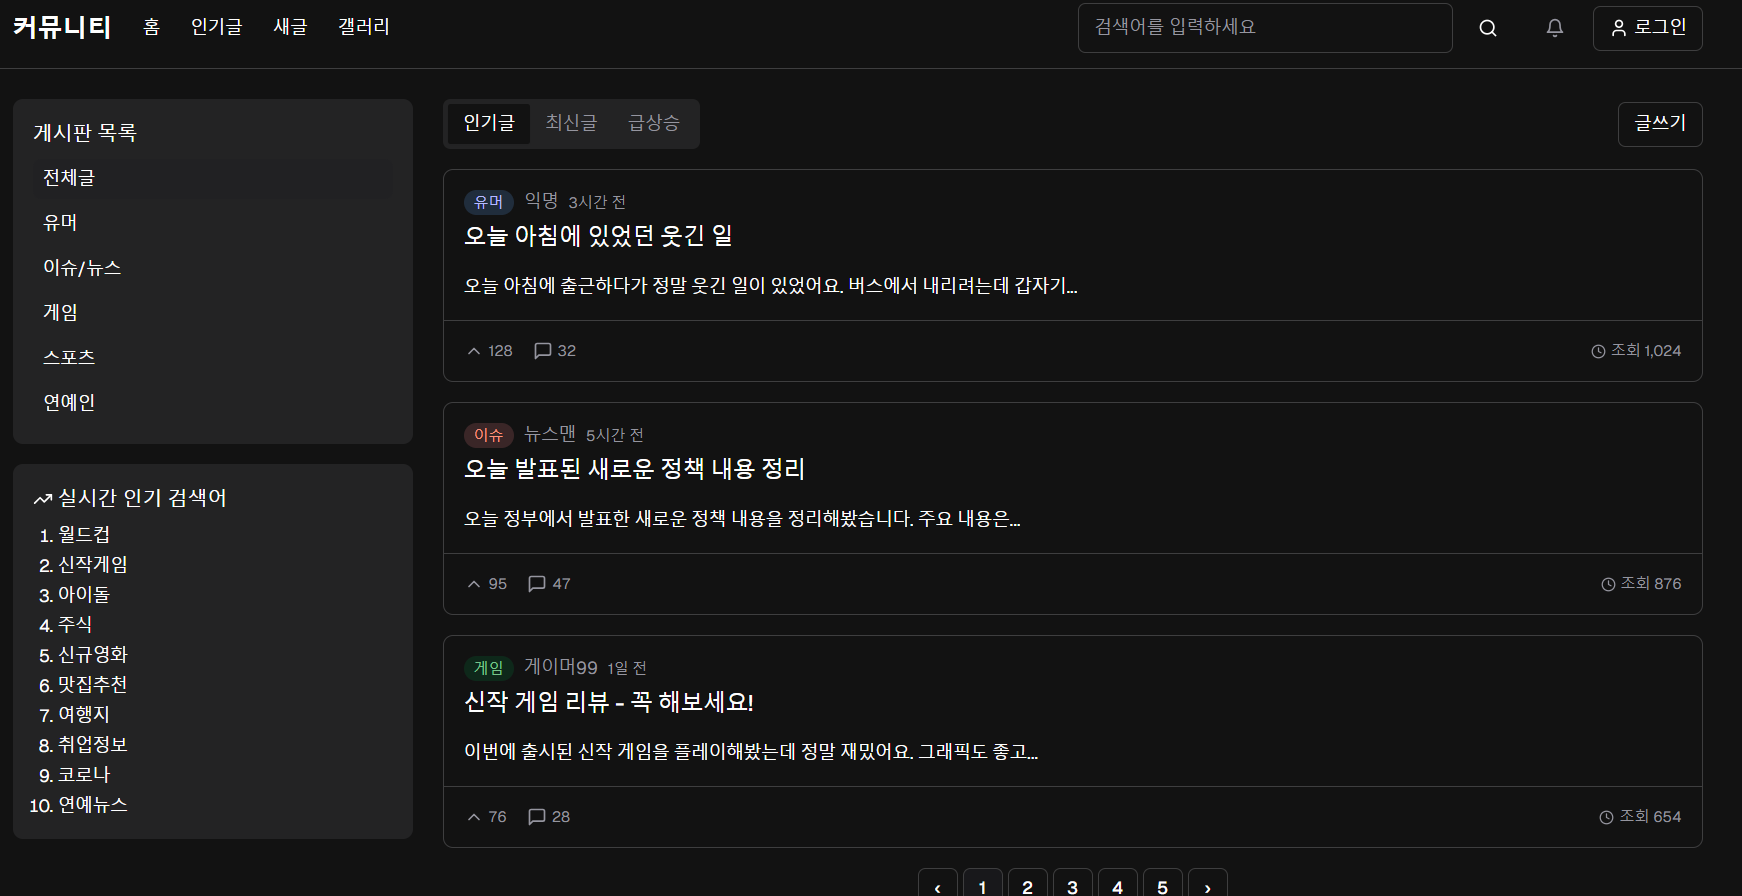 커뮤니티 홈 인기글 새글 갤러리 검색어를 입력하세요 로그인
게시판 목록
전체글
유머
이슈/뉴스
게임
스포츠
연예인
실시간 인기 검색어
1. 월드컵
2. 신작게임
3. 아이돌
4. 주식
5. 신규영화
6. 맛집추천
7. 여행지
8. 취업정보
9. 코로나
10. 연예뉴스
인기글 최신글 급상승 글쓰기
유머 익명 3시간 전
오늘 아침에 있었던 웃긴 일
오늘 아침에 출근하다가 정말 웃긴 일이 있었어요. 버스에서 내리려는데 갑자기...
128 32 조회 1,024
이슈 뉴스맨 5시간 전
오늘 발표된 새로운 정책 내용 정리
오늘 정부에서 발표한 새로운 정책 내용을 정리해봤습니다. 주요 내용은...
95 47 조회 876
게임 게이머99 1일 전
신작 게임 리뷰 - 꼭 해보세요!
이번에 출시된 신작 게임을 플레이해봤는데 정말 재밌어요. 그래픽도 좋고...
76 28 조회 654
‹ 1 2 3 4 5 ›